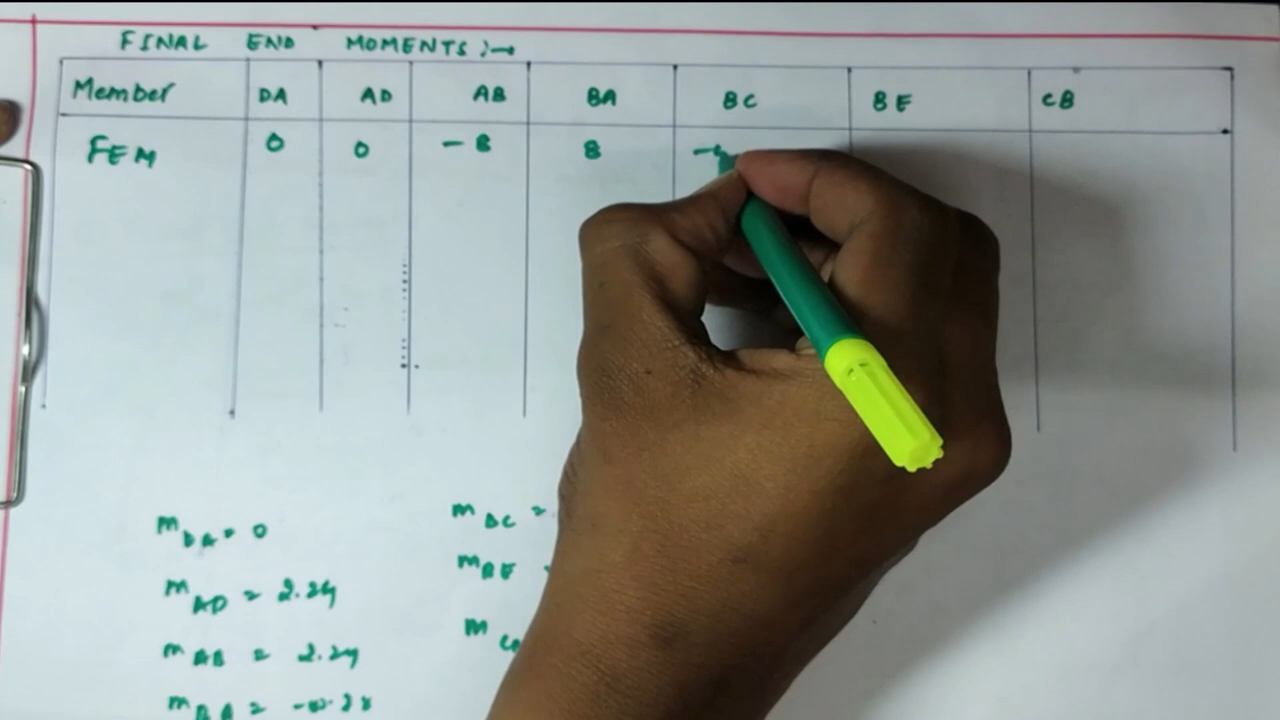 FINAL END MOMENTS :→
Member DA AD AB BA BC BE CB
FEM 0 0 -8 8
M DA = 0
M AD = 2.24
M AB = 2.24
M BA =
M BC =
M BE
M